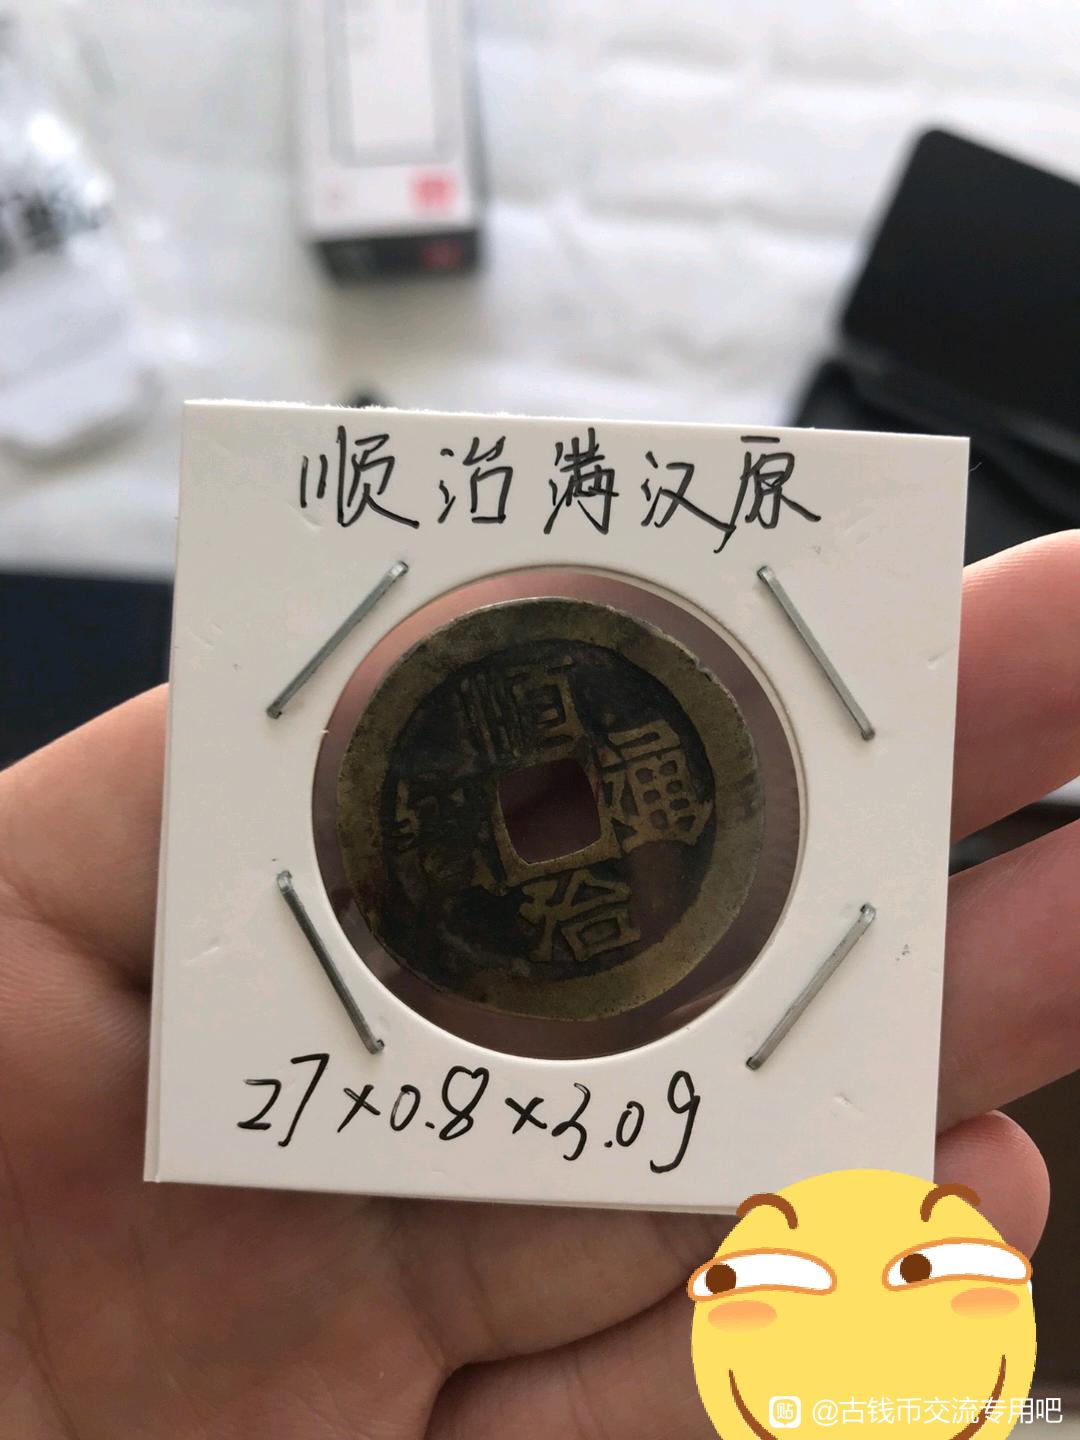 顺治满汉原
順
通
治
27×0.8×3.09
贴 @古钱币交流专用吧